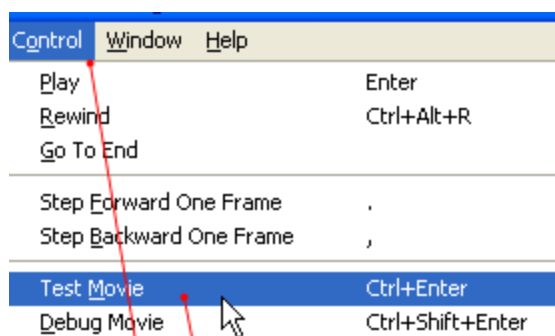 Control Window Help
Play Enter
Rewind Ctrl+Alt+R
Go To End
Step Forward One Frame .
Step Backward One Frame ,
Test Movie Ctrl+Enter
Debug Movie Ctrl+Shift+Enter